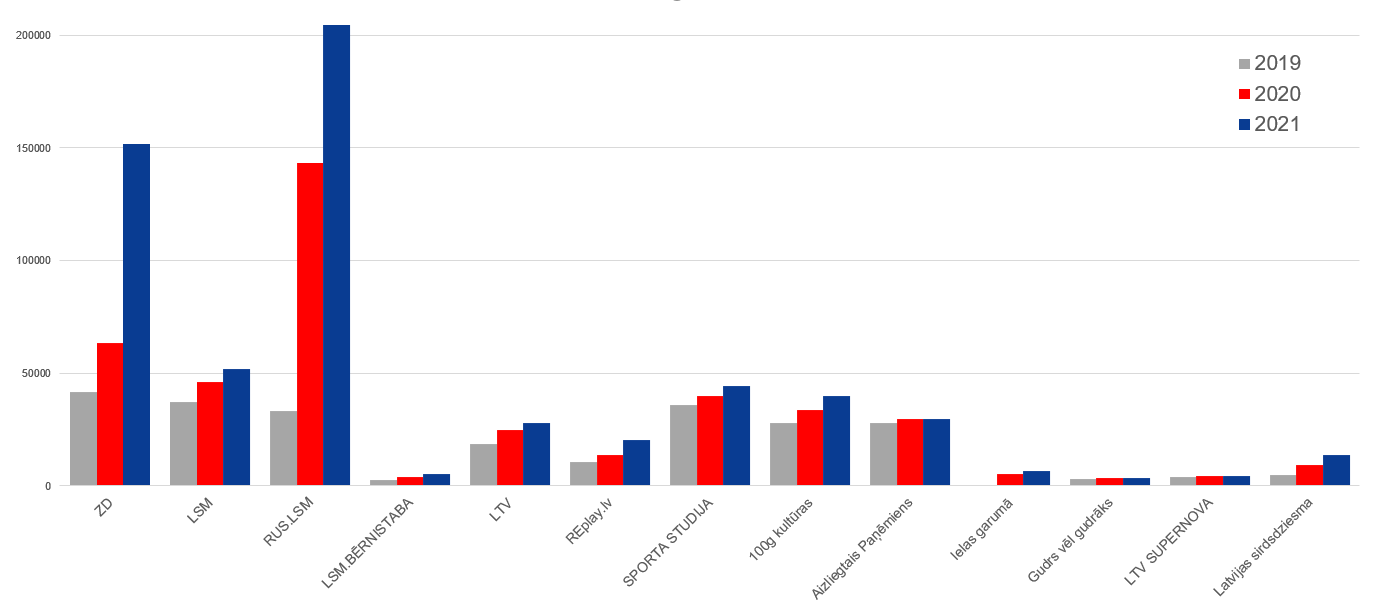 200000
150000
100000
50000
0
2019
2020
2021
ZD
LSM
RUS.LSM
LSM.BĒRNISTABA
LTV
REplay.lv
SPORTA STUDIJA
100g kultūras
Aizliegtais Paņēmiens
Ielas garumā
Gudrs vēl gudrāks
LTV SUPERNOVA
Latvijas sirdsdziesma